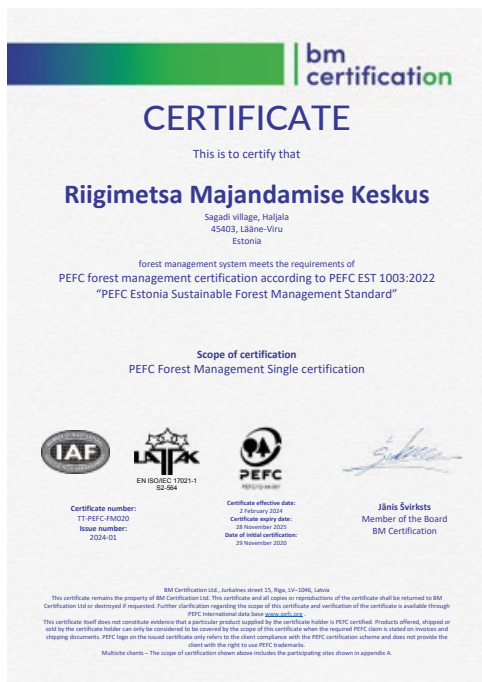 bm
certification
CERTIFICATE
This is to certify that
Riigimetsa Majandamise Keskus
Sagadi village, Haljala
45403, Lääne-Viru
Estonia
forest management system meets the requirements of
PEFC forest management certification according to PEFC EST 1003:2022
“PEFC Estonia Sustainable Forest Management Standard”
Scope of certification
PEFC Forest Management Single certification
IAF
LATAK
EN ISO/IEC 17021-1
S2-564
PEFC
Certificate number:
TT-PEFC-FM020
Issue number:
2024-01
Certificate effective date:
2 February 2024
Certificate expiry date:
28 November 2025
Date of initial certification:
29 November 2020
Jānis Švirksts
Member of the Board
BM Certification
BM Certification Ltd., Jurkalnes street 15, Riga, LV–1046, Latvia
This certificate remains the property of BM Certification Ltd. This certificate and all copies or reproductions of the certificate shall be returned to BM
Certification Ltd or destroyed if requested. Further clarification regarding the scope of this certificate and verification of the certificate is available through
PEFC International data base www.pefc.org .
This certificate itself does not constitute evidence that a particular product supplied by the certificate holder is PEFC certified. Products offered, shipped or
sold by the certificate holder can only be considered to be covered by the scope of this certificate when the required PEFC claim is stated on invoices and
shipping documents. PEFC logo on the issued certificate only refers to the client compliance with the PEFC certification scheme and does not provide the
client with the right to use PEFC trademarks.
Multisite clients – The scope of certification shown above includes the participating sites shown in appendix A.